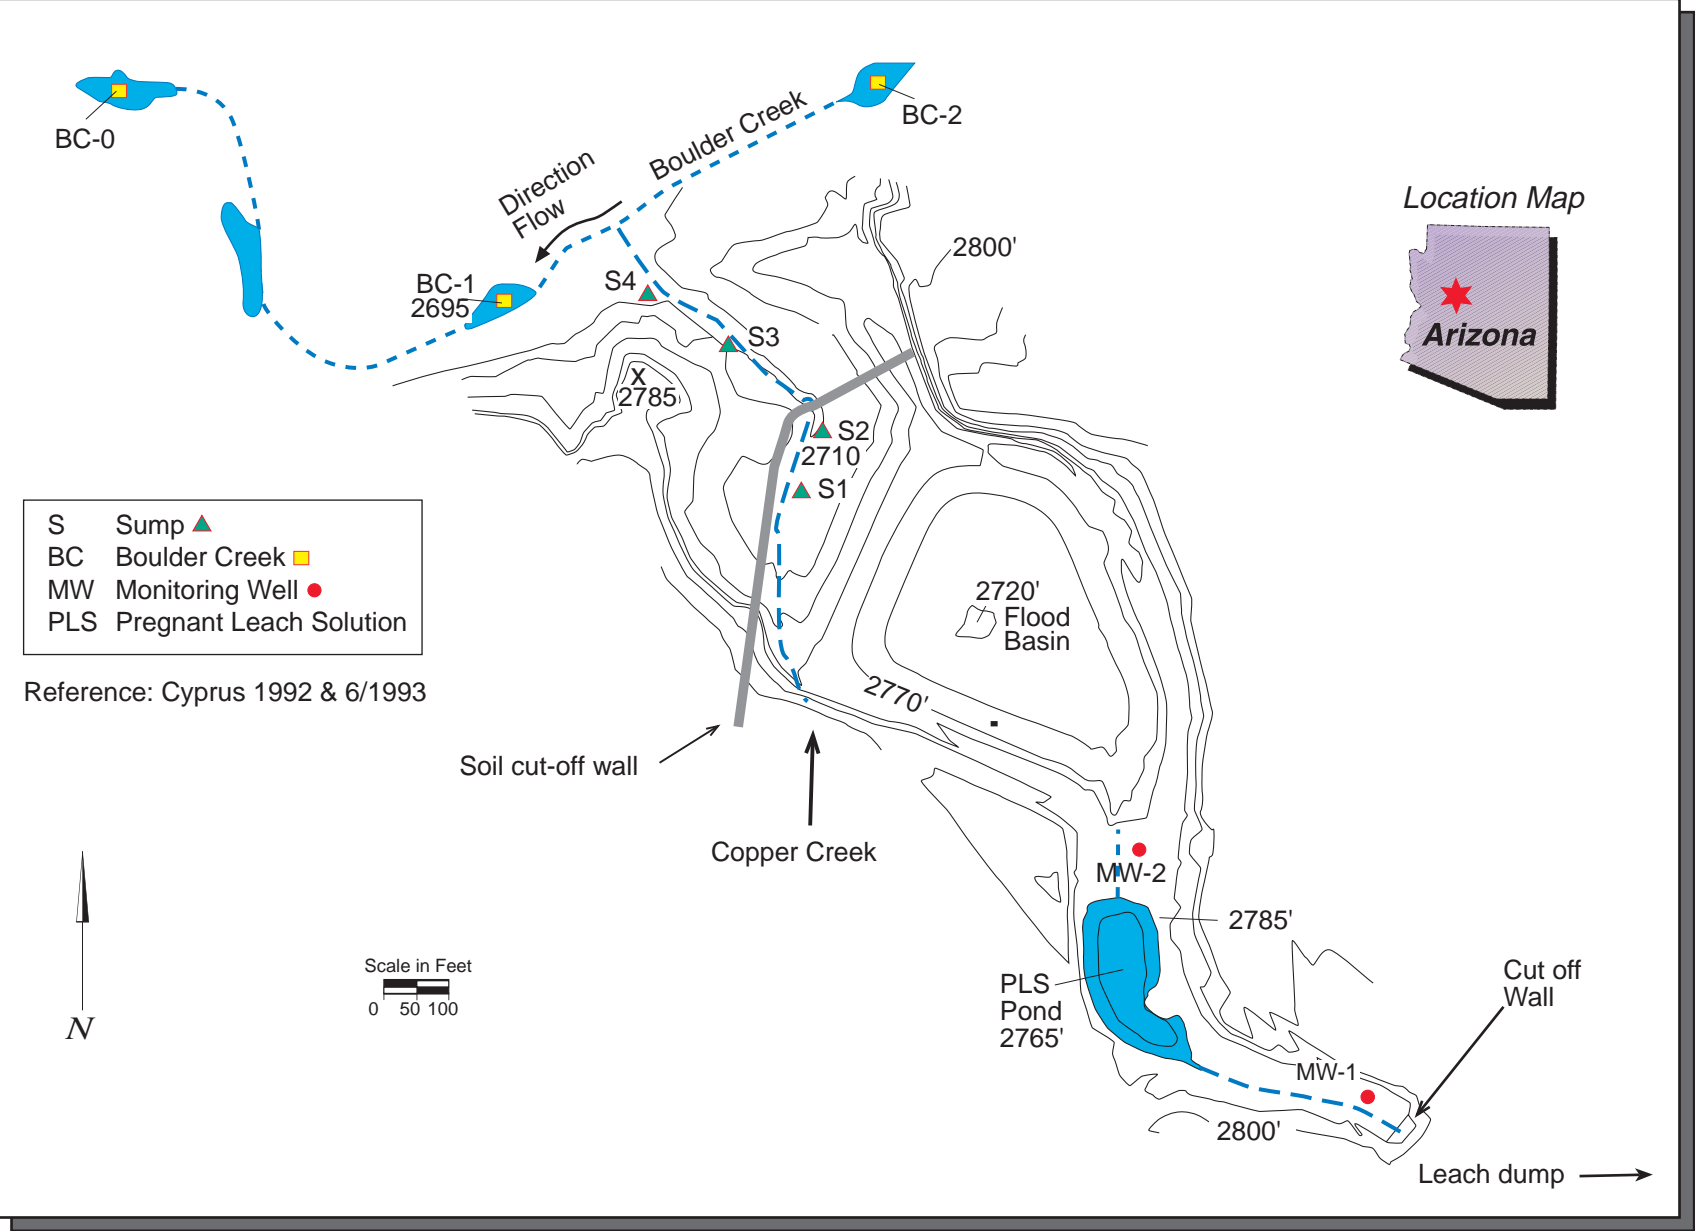 BC-0
BC-2
Boulder Creek
Direction
Flow
Location Map
2800'
BC-1
2695
S4
S3
Arizona
X
2785
S2
2710
S1
S Sump
BC Boulder Creek
MW Monitoring Well
PLS Pregnant Leach Solution
2720'
Flood
Basin
Reference: Cyprus 1992 & 6/1993
2770'
Soil cut-off wall
Copper Creek
MW-2
2785'
Scale in Feet
0 50 100
N
PLS
Pond
2765'
Cut off
Wall
MW-1
2800'
Leach dump